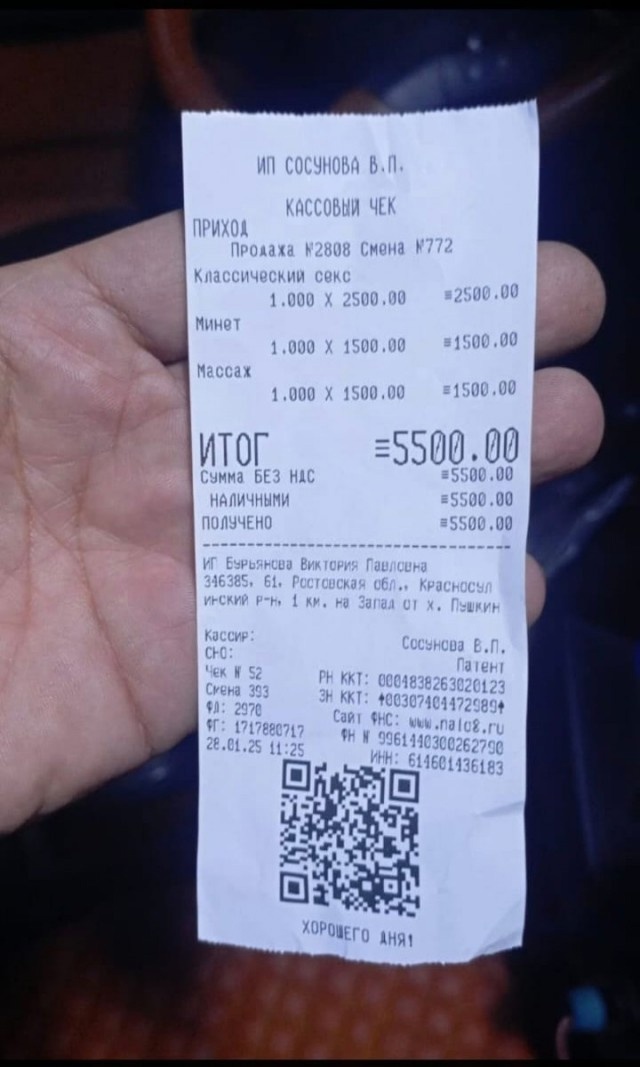 ИП СОСУНОВА В.П.
КАССОВЫЙ ЧЕК
ПРИХОД
Продажа №2808 Смена №772
Классический секс
1.000 X 2500.00 ≡2500.00
Минет
1.000 X 1500.00 ≡1500.00
Массаж
1.000 X 1500.00 ≡1500.00
ИТОГ ≡5500.00
Сумма БЕЗ НДС ≡5500.00
НАЛИЧНЫМИ ≡5500.00
ПОЛУЧЕНО ≡5500.00
ИП Бурьянова Виктория Павловна
346385, 61, Ростовская обл., Красносул
инский р-н, 1 км. на Запад от х. Пушкин
Кассир: Сосунова В.П.
СНО: Патент
Чек № 52 РН ККТ: 0004838263020123
Смена 393 ЗН ККТ: ↑00307404472989↑
ФД: 2970 Сайт ФНС: www.nalog.ru
ФП: 1717880717 ФН № 9961440300262790
28.01.25 11:25 ИНН: 614601436183
ХОРОШЕГО ДНЯ!